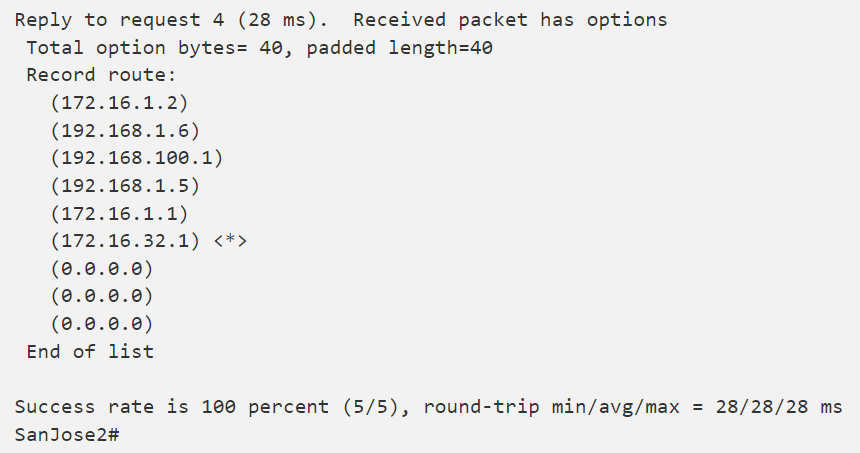 Reply to request 4 (28 ms).  Received packet has options
 Total option bytes= 40, padded length=40
 Record route:
   (172.16.1.2)
   (192.168.1.6)
   (192.168.100.1)
   (192.168.1.5)
   (172.16.1.1)
   (172.16.32.1) <*>
   (0.0.0.0)
   (0.0.0.0)
   (0.0.0.0)
 End of list

Success rate is 100 percent (5/5), round-trip min/avg/max = 28/28/28 ms
SanJose2#